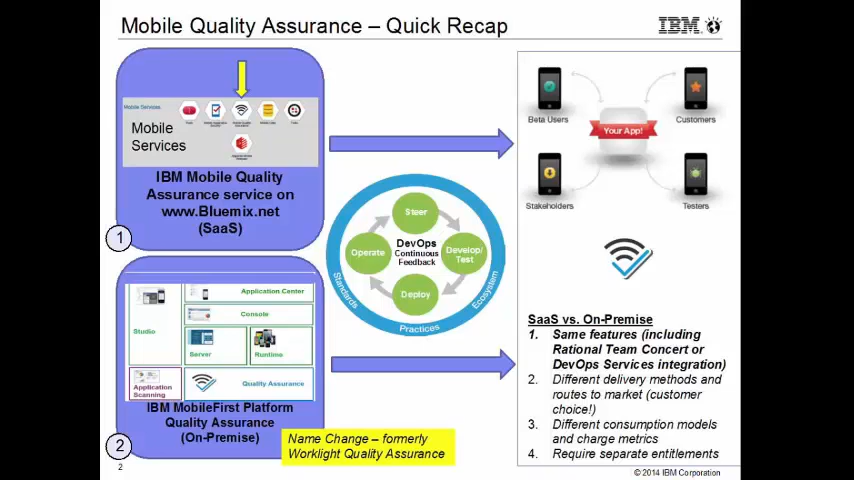 Mobile Quality Assurance – Quick Recap
IBM
Mobile Services
Mobile
Services
IBM Mobile Quality
Assurance service on
www.Bluemix.net
(SaaS)
1
Studio
Application Center
Console
Server
Runtime
Application
Scanning
Quality Assurance
IBM MobileFirst Platform
Quality Assurance
(On-Premise)
2
Name Change – formerly
Worklight Quality Assurance
Steer
DevOps
Continuous
Feedback
Operate
Develop/
Test
Deploy
Standards
Practices
Ecosystem
Beta Users
Customers
Your App!
Stakeholders
Testers
SaaS vs. On-Premise
1. Same features (including
Rational Team Concert or
DevOps Services integration)
2. Different delivery methods and
routes to market (customer
choice!)
3. Different consumption models
and charge metrics
4. Require separate entitlements
2
© 2014 IBM Corporation